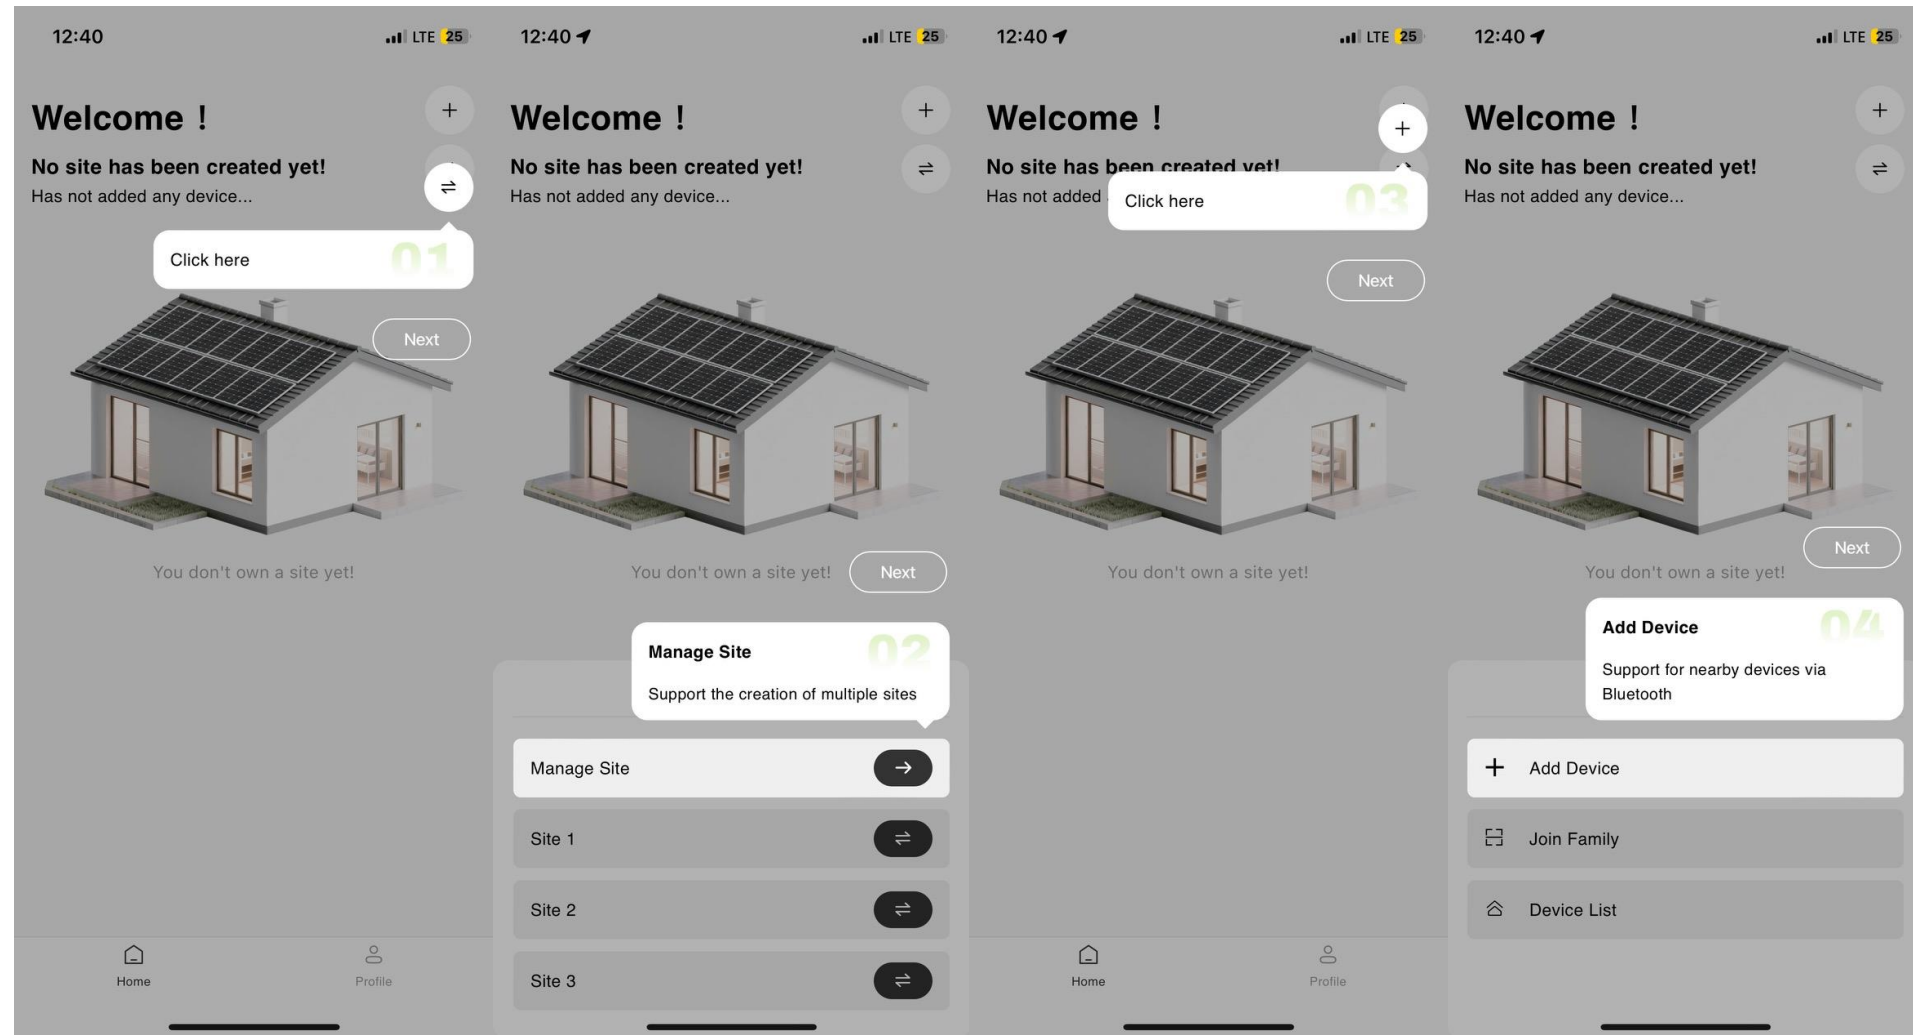 12:40
LTE 25
Welcome !
No site has been created yet!
Has not added any device...
Click here
01
Next
You don't own a site yet!
Home
Profile
12:40
LTE 25
Welcome !
No site has been created yet!
Has not added any device...
You don't own a site yet!
Next
Manage Site
02
Support the creation of multiple sites
Manage Site
Site 1
Site 2
Site 3
12:40
LTE 25
Welcome !
No site has been created yet!
Has not added
Click here
03
Next
You don't own a site yet!
Home
Profile
12:40
LTE 25
Welcome !
No site has been created yet!
Has not added any device...
Next
You don't own a site yet!
Add Device
04
Support for nearby devices via
Bluetooth
Add Device
Join Family
Device List